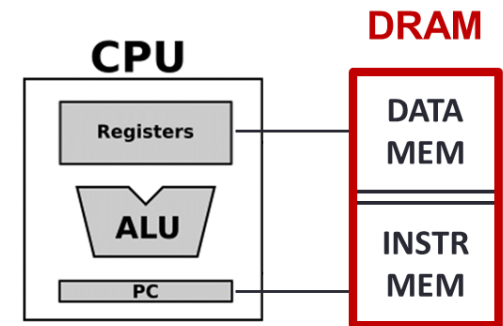 CPU
Registers
ALU
PC
DRAM
DATA
MEM
INSTR
MEM